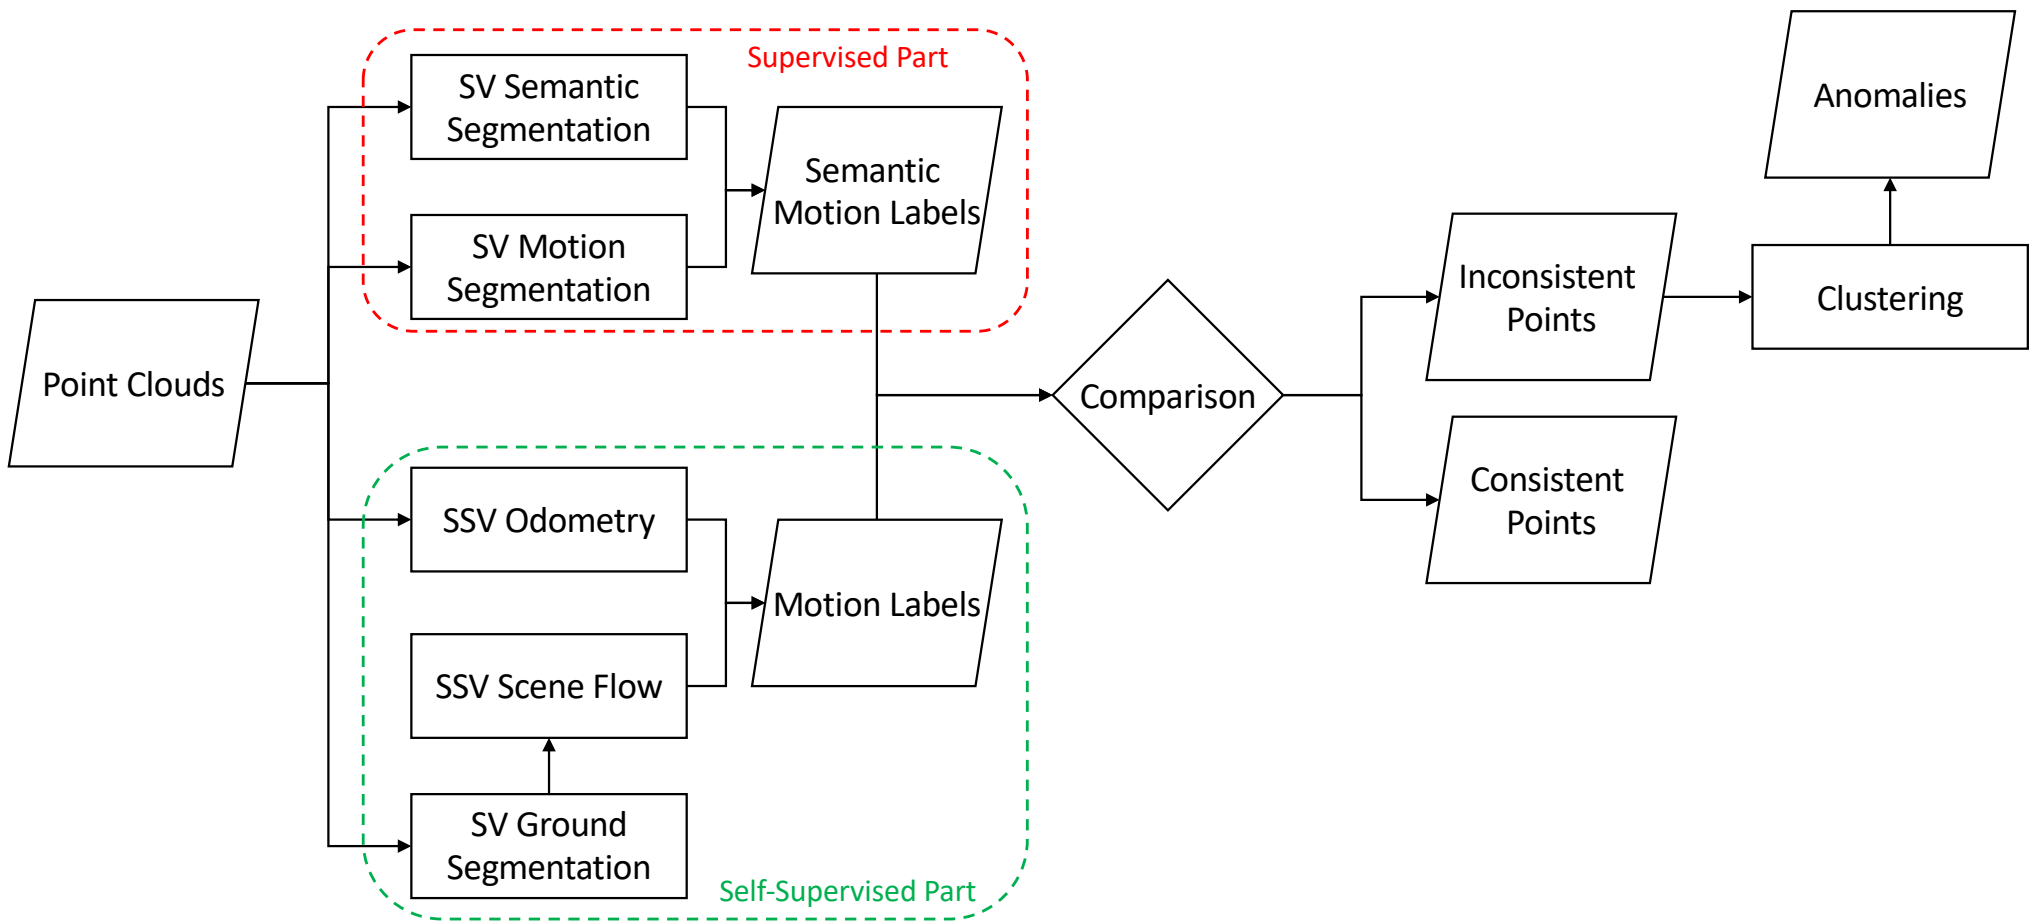 Supervised Part
SV Semantic
Segmentation
SV Motion
Segmentation
Semantic
Motion Labels
Point Clouds
SSV Odometry
SSV Scene Flow
SV Ground
Segmentation
Motion Labels
Self-Supervised Part
Comparison
Inconsistent
Points
Consistent
Points
Clustering
Anomalies